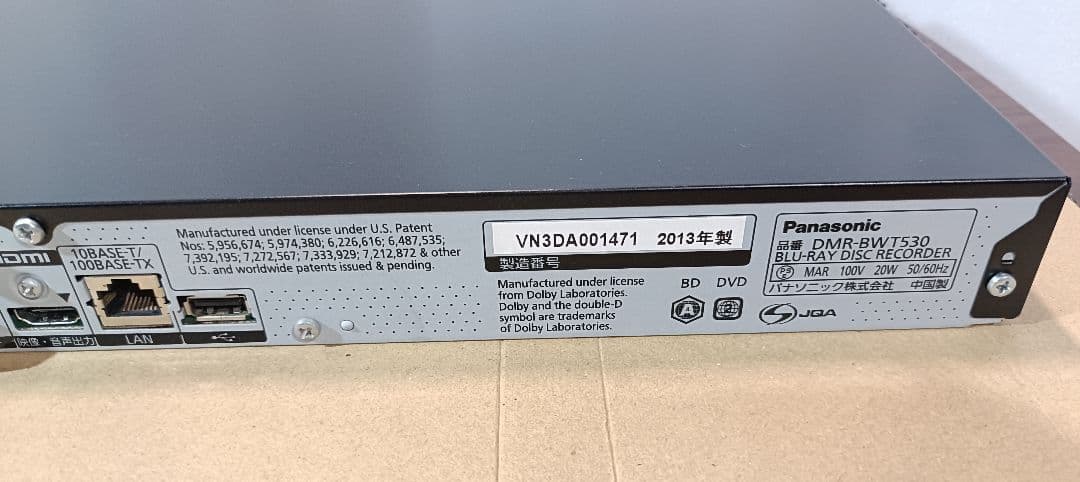 HDMI
10BASE-T/
100BASE-TX
映像・音声出力
LAN
Manufactured under license under U.S. Patent
Nos: 5,956,674; 5,974,380; 6,226,616; 6,487,535;
7,392,195; 7,272,567; 7,333,929; 7,212,872 & other
U.S. and worldwide patents issued & pending.
VN3DA001471 2013年製
製造番号
Manufactured under license
from Dolby Laboratories.
Dolby and the double-D
symbol are trademarks
of Dolby Laboratories.
BD DVD
A
2
Panasonic
品番 DMR-BWT530
BLU-RAY DISC RECORDER
MAR 100V 20W 50/60Hz
パナソニック株式会社 中国製
JQA